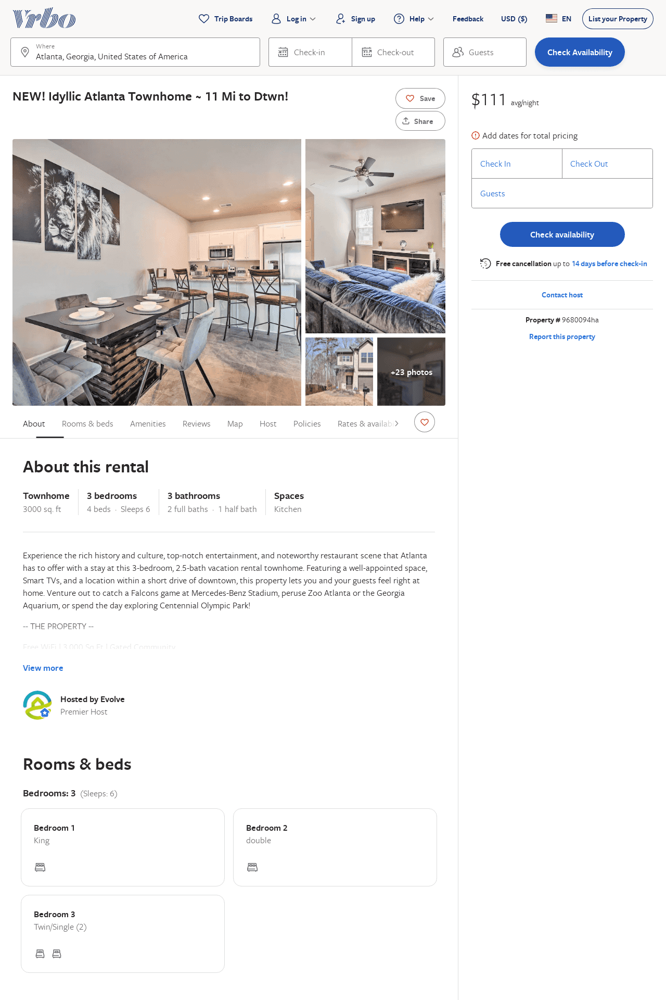 Vrbo
Trip Boards
Log in
Sign up
Help
Feedback
USD ($)
EN
List your Property
Where
Atlanta, Georgia, United States of America
Check-in
Check-out
Guests
Check Availability
NEW! Idyllic Atlanta Townhome ~ 11 Mi to Dtwn!
Save
Share
+23 photos
$111 avg/night
Add dates for total pricing
Check In
Check Out
Guests
Check availability
Free cancellation up to 14 days before check-in
Contact host
Property # 9680094ha
Report this property
About
Rooms & beds
Amenities
Reviews
Map
Host
Policies
Rates & availab
About this rental
Townhome
3000 sq. ft
3 bedrooms
4 beds · Sleeps 6
3 bathrooms
2 full baths · 1 half bath
Spaces
Kitchen
Experience the rich history and culture, top-notch entertainment, and noteworthy restaurant scene that Atlanta
has to offer with a stay at this 3-bedroom, 2.5-bath vacation rental townhome. Featuring a well-appointed space,
Smart TVs, and a location within a short drive of downtown, this property lets you and your guests feel right at
home. Venture out to catch a Falcons game at Mercedes-Benz Stadium, peruse Zoo Atlanta or the Georgia
Aquarium, or spend the day exploring Centennial Olympic Park!
-- THE PROPERTY --
Free WiFi | 3,000 Sq Ft | Gated Community
View more
Hosted by Evolve
Premier Host
Rooms & beds
Bedrooms: 3 (Sleeps: 6)
Bedroom 1
King
Bedroom 2
double
Bedroom 3
Twin/Single (2)